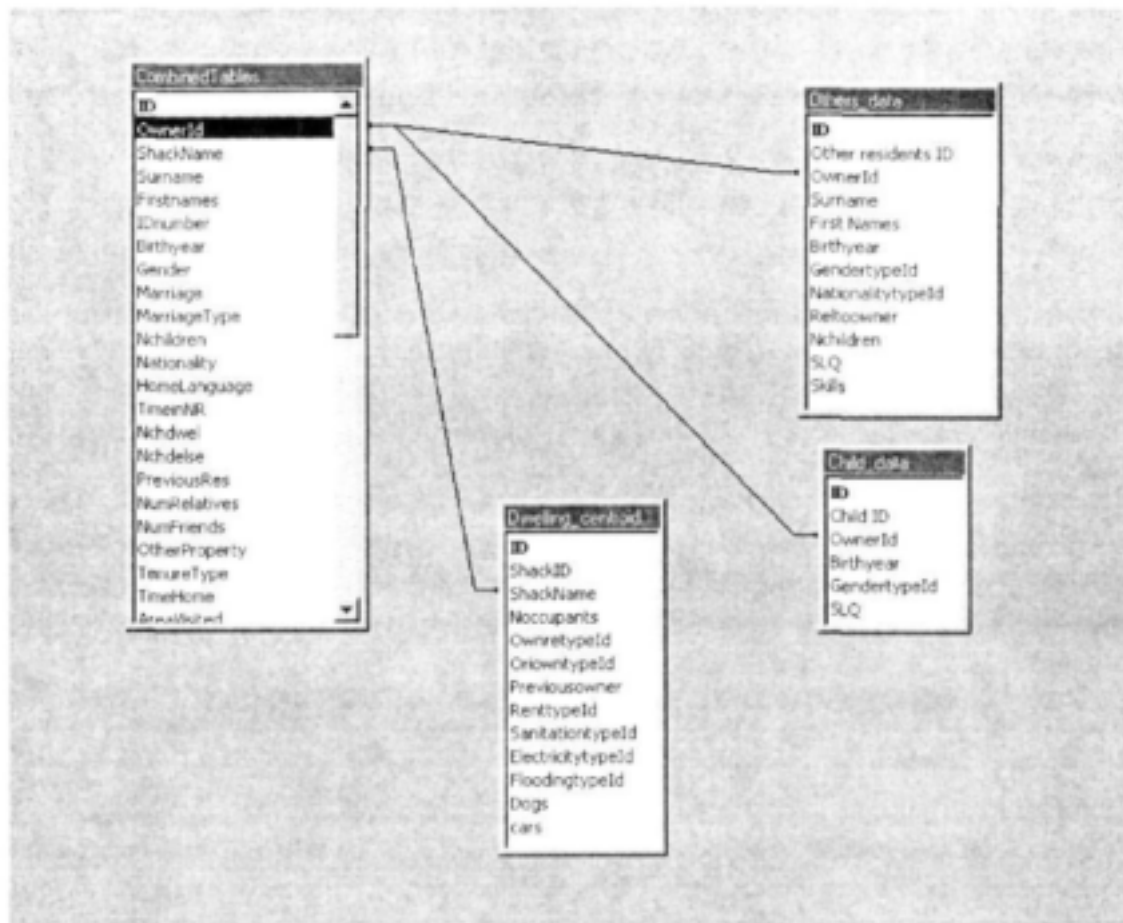 CombinedTables
ID
OwnerId
ShackName
Surname
Firstnames
IDnumber
Birthyear
Gender
Marriage
MarriageType
Nchildren
Nationality
HomeLanguage
TimeinNR
Nchdwel
Nchdelse
PreviousRes
NumRelatives
NumFriends
OtherProperty
TenureType
TimeHome
AreaVisited
Others_data
ID
Other residents ID
OwnerId
Surname
First Names
Birthyear
GendertypeId
NationalitytypeId
Reltoowner
Nchildren
SLQ
Skills
Dwelling_centroid...
ID
ShackID
ShackName
Noccupants
OwnretypeId
OriowntypeId
Previousowner
RenttypeId
SanitationtypeId
ElectricitytypeId
FloodingtypeId
Dogs
cars
Child_data
ID
Child ID
OwnerId
Birthyear
GendertypeId
SLQ